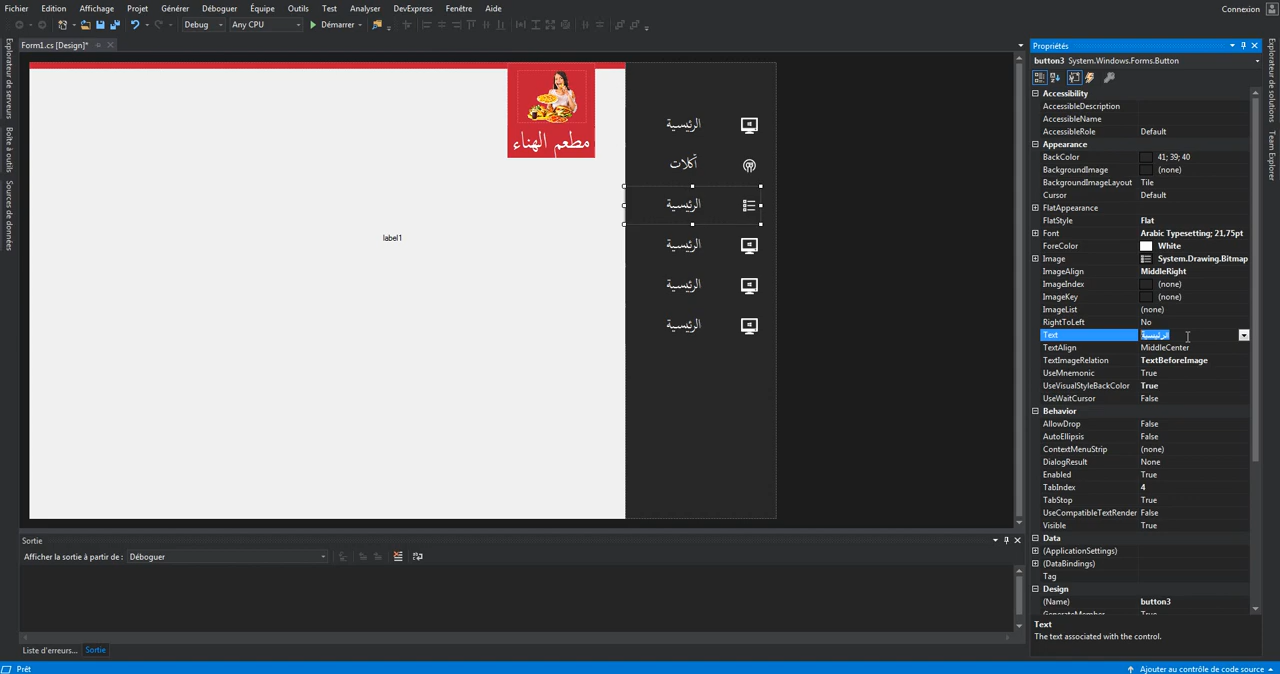 Fichier Edition Affichage Projet Générer Déboguer Équipe Outils Test Analyser DevExpress Fenêtre Aide Connexion
Debug Any CPU Démarrer
Form1.cs [Design]*
Explorateur de serveurs
Boîte à outils
Sources de données
مطعم الهناء
label1
الرئيسية
أكلات
الرئيسية
الرئيسية
الرئيسية
الرئيسية
Sortie
Afficher la sortie à partir de : Déboguer
Liste d'erreurs... Sortie
Propriétés
button3 System.Windows.Forms.Button
Accessibility
AccessibleDescription
AccessibleName
AccessibleRole Default
Appearance
BackColor 41; 39; 40
BackgroundImage (none)
BackgroundImageLayout Tile
Cursor Default
FlatAppearance
FlatStyle Flat
Font Arabic Typesetting; 21,75pt
ForeColor White
Image System.Drawing.Bitmap
ImageAlign MiddleRight
ImageIndex (none)
ImageKey (none)
ImageList (none)
RightToLeft No
Text الرئيسية
TextAlign MiddleCenter
TextImageRelation TextBeforeImage
UseMnemonic True
UseVisualStyleBackColor True
UseWaitCursor False
Behavior
AllowDrop False
AutoEllipsis False
ContextMenuStrip (none)
DialogResult None
Enabled True
TabIndex 4
TabStop True
UseCompatibleTextRender False
Visible True
Data
(ApplicationSettings)
(DataBindings)
Tag
Design
(Name) button3
GenerateMember True
Text
The text associated with the control.
Explorateur de solutions
Team Explorer
Prêt
Ajouter au contrôle de code source